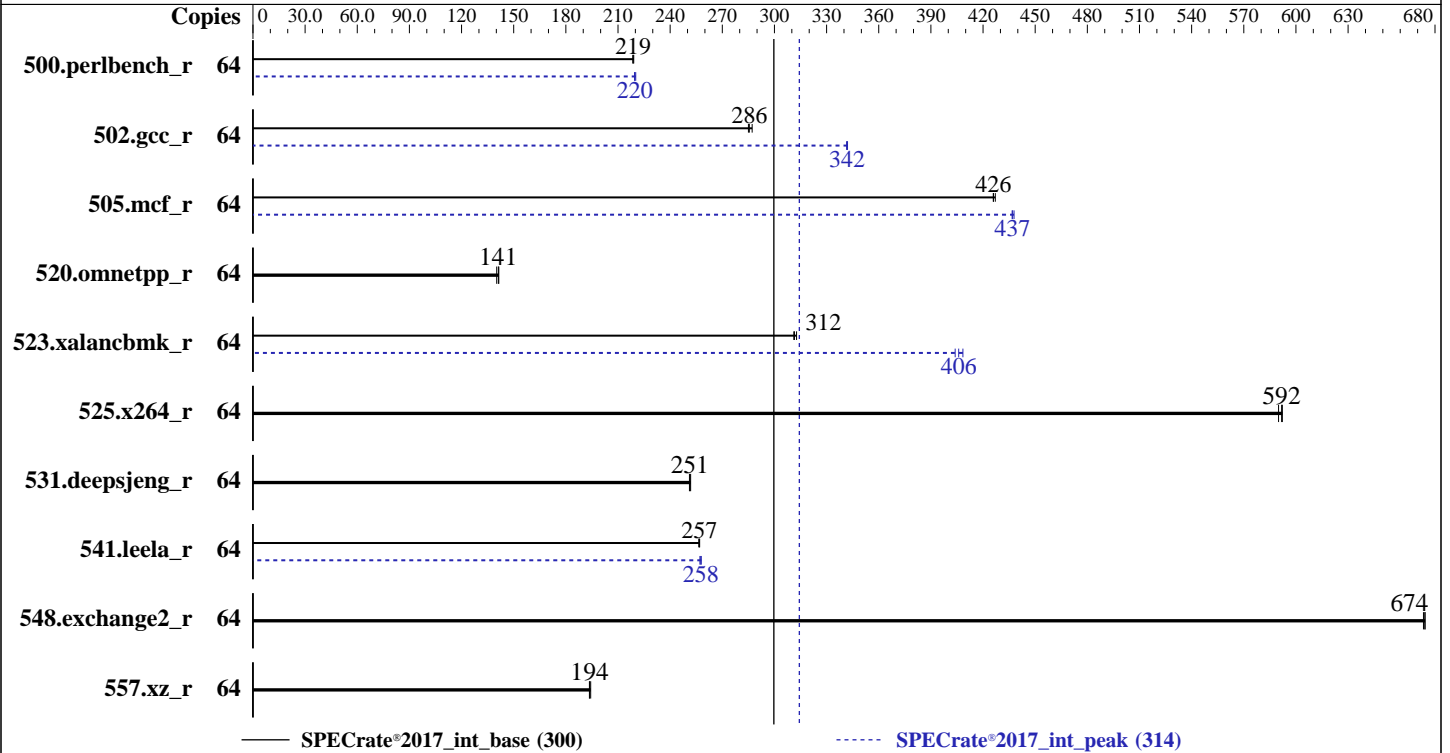 Copies 0 30.0 60.0 90.0 120 150 180 210 240 270 300 330 360 390 420 450 480 510 540 570 600 630 680
219
500.perlbench_r 64
220
286
502.gcc_r 64
342
426
505.mcf_r 64
437
141
520.omnetpp_r 64
312
523.xalancbmk_r 64
406
592
525.x264_r 64
251
531.deepsjeng_r 64
257
541.leela_r 64
258
674
548.exchange2_r 64
194
557.xz_r 64
SPECrate®2017_int_base (300) SPECrate®2017_int_peak (314)